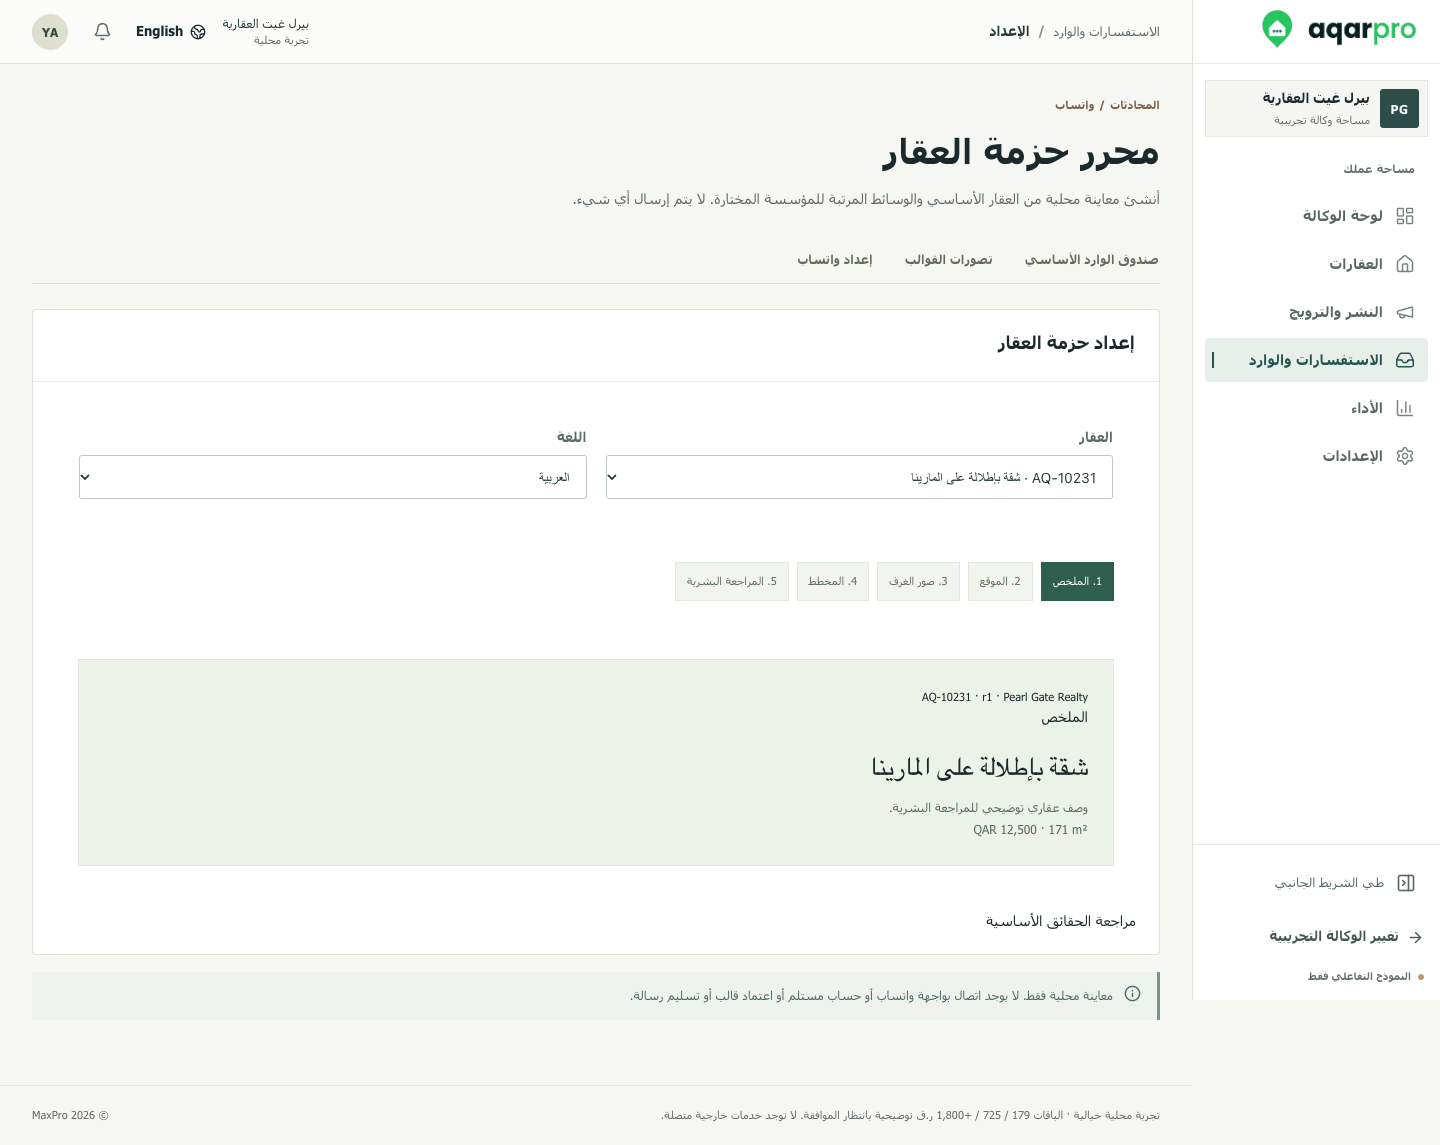 aqarpro
PG
بيرل غيت العقارية
مساحة وكالة تجريبية
مساحة عملك
لوحة الوكالة
العقارات
النشر والترويج
الاستفسارات والوارد
الأداء
الإعدادات
طي الشريط الجانبي
تغيير الوكالة التجريبية
النموذج التفاعلي فقط
الاستفسارات والوارد / الإعداد
بيرل غيت العقارية
تجربة محلية
English
YA
المحادثات / واتساب
محرر حزمة العقار
أنشئ معاينة محلية من العقار الأساسي والوسائط المرتبة للمؤسسة المختارة. لا يتم إرسال أي شيء.
صندوق الوارد الأساسي
تصورات القوالب
إعداد واتساب
إعداد حزمة العقار
العقار
AQ-10231 · شقة بإطلالة على المارينا
اللغة
العربية
1. الملخص
2. الموقع
3. صور الغرف
4. المخطط
5. المراجعة البشرية
AQ-10231 · r1 · Pearl Gate Realty
الملخص
شقة بإطلالة على المارينا
وصف عقاري توضيحي للمراجعة البشرية.
QAR 12,500 · 171 m²
مراجعة الحقائق الأساسية
معاينة محلية فقط. لا يوجد اتصال بواجهة واتساب أو حساب مستلم أو اعتماد قالب أو تسليم رسالة.
تجربة محلية خيالية · الباقات 179 / 725 / +1,800 ر.ق توضيحية بانتظار الموافقة. لا توجد خدمات خارجية متصلة.
© 2026 MaxPro